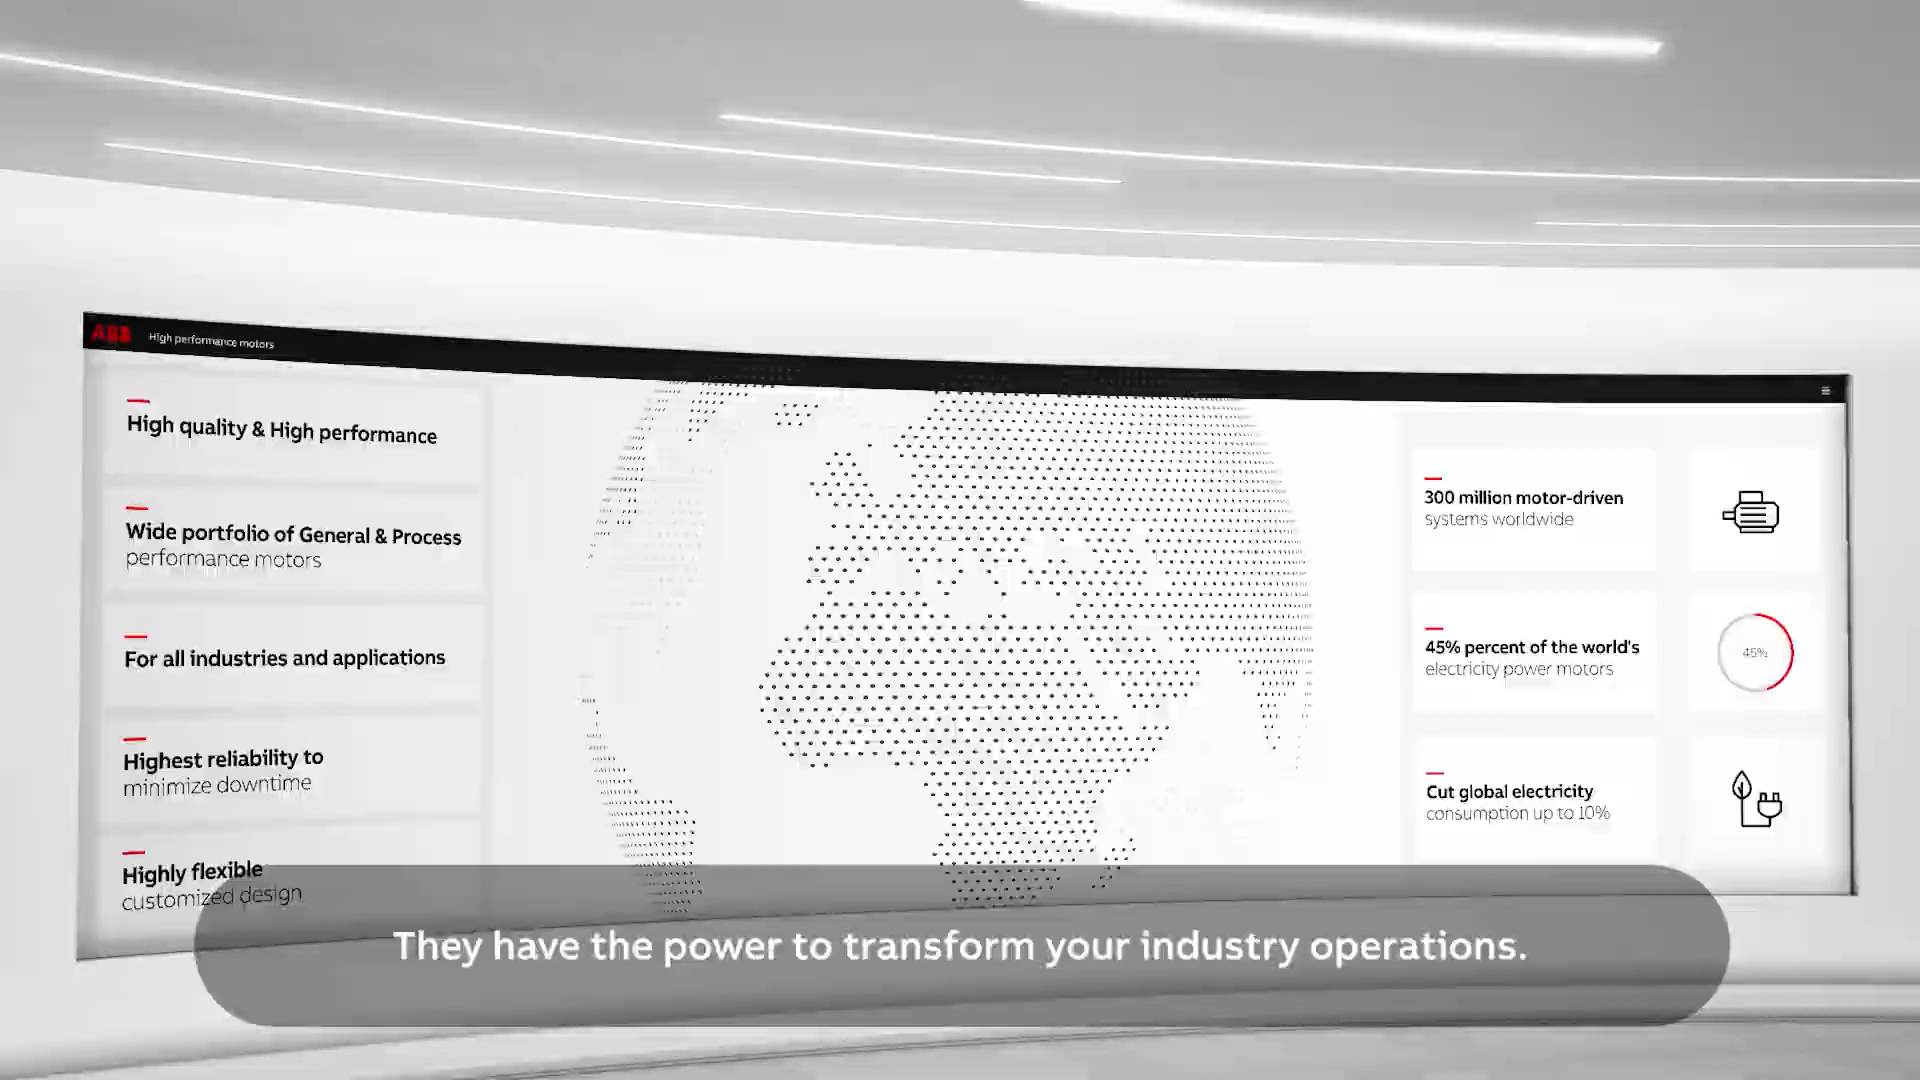 ABB
High performance motors
High quality & High performance
Wide portfolio of General & Process
performance motors
For all industries and applications
Highest reliability to
minimize downtime
Highly flexible
customized design
300 million motor-driven
systems worldwide
45% percent of the world's
electricity power motors
45%
Cut global electricity
consumption up to 10%
They have the power to transform your industry operations.